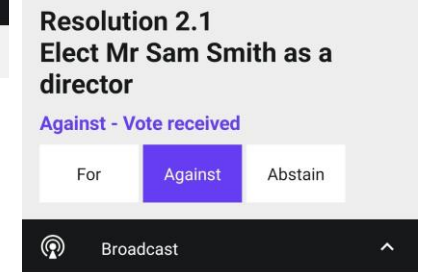 Resolution 2.1
Elect Mr Sam Smith as a
director
Against - Vote received
For
Against
Abstain
Broadcast